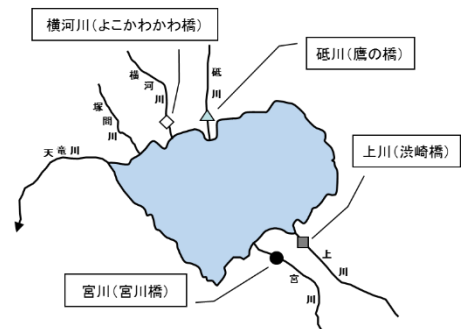 横河川（よこかわかわ橋）
砥川（鷹の橋）
横河川
砥川
塚間川
天竜川
上川（渋崎橋）
上川
宮川（宮川橋）
宮川